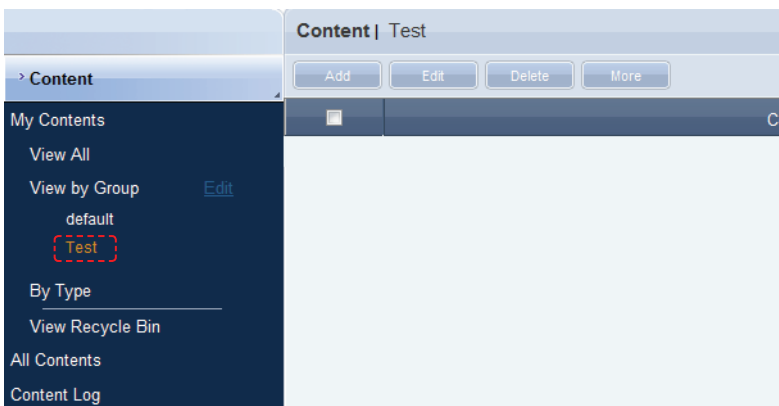 Content | Test
> Content
Add Edit Delete More
My Contents
View All
View by Group Edit
default
Test
By Type
View Recycle Bin
All Contents
Content Log
C